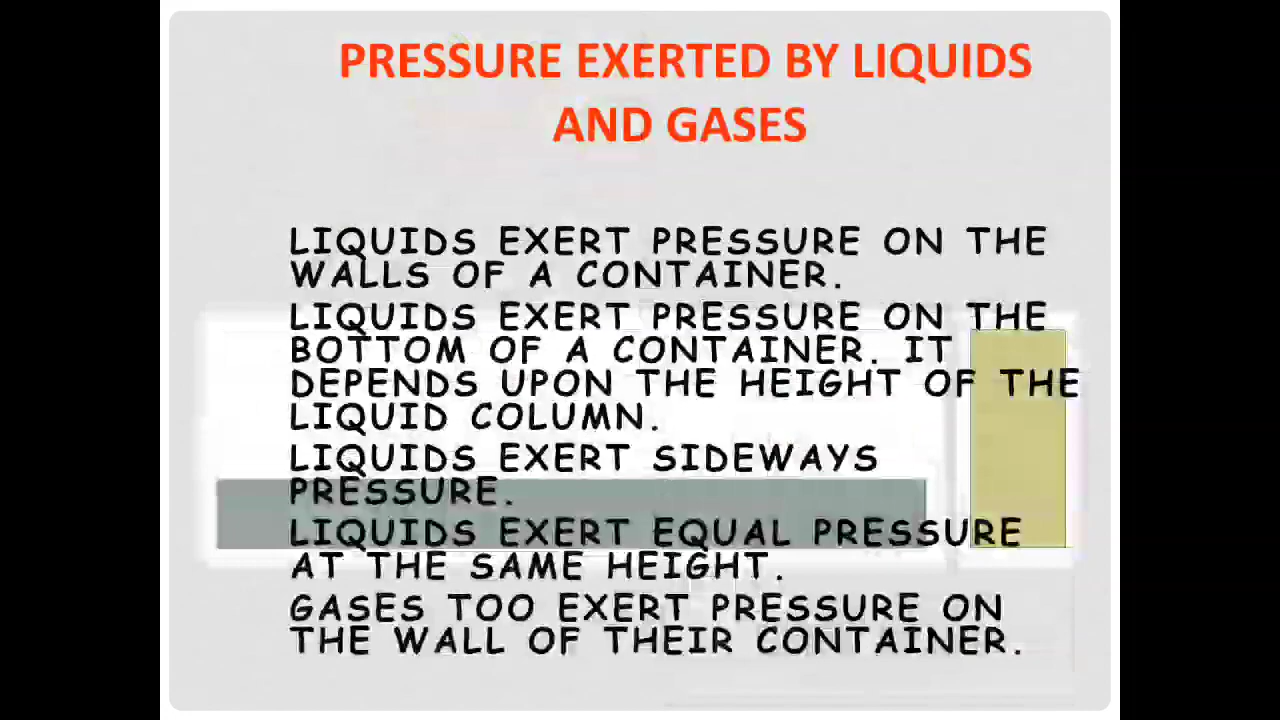 PRESSURE EXERTED BY LIQUIDS
AND GASES
LIQUIDS EXERT PRESSURE ON THE
WALLS OF A CONTAINER.
LIQUIDS EXERT PRESSURE ON THE
BOTTOM OF A CONTAINER. IT
DEPENDS UPON THE HEIGHT OF THE
LIQUID COLUMN.
LIQUIDS EXERT SIDEWAYS
PRESSURE.
LIQUIDS EXERT EQUAL PRESSURE
AT THE SAME HEIGHT.
GASES TOO EXERT PRESSURE ON
THE WALL OF THEIR CONTAINER.